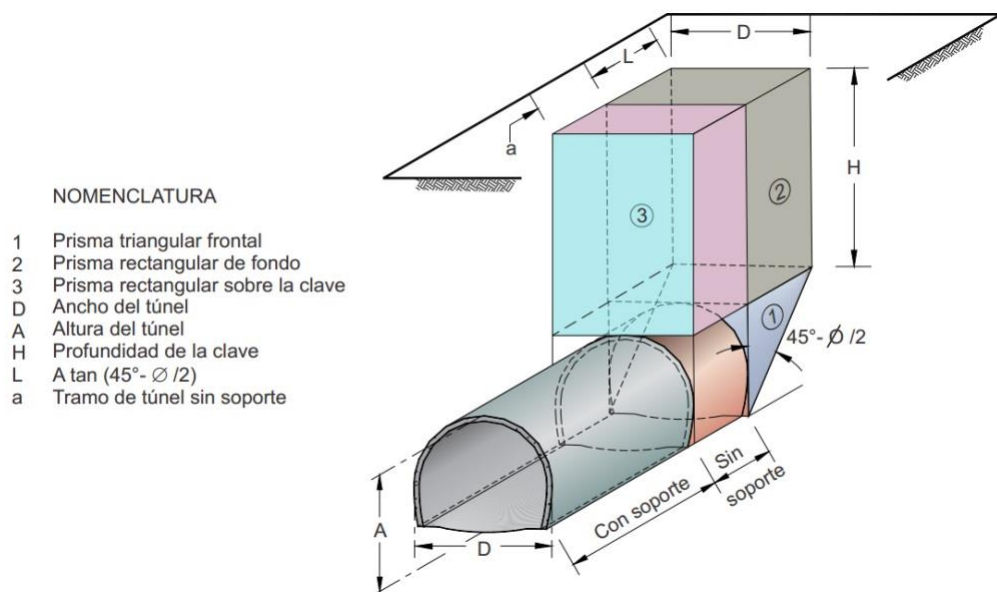 NOMENCLATURA
1 Prisma triangular frontal
2 Prisma rectangular de fondo
3 Prisma rectangular sobre la clave
D Ancho del túnel
A Altura del túnel
H Profundidad de la clave
L A tan (45°- Ø /2)
a Tramo de túnel sin soporte
D
L
a
H
2
3
1
45°- Ø /2
Sin
soporte
Con soporte
A
D